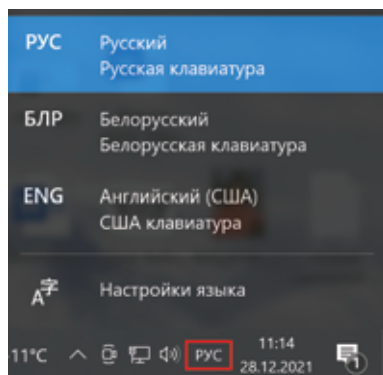 РУС Русский
Русская клавиатура
БЛР Белорусский
Белорусская клавиатура
ENG Английский (США)
США клавиатура
Настройки языка
11°C РУС 11:14
28.12.2021 1